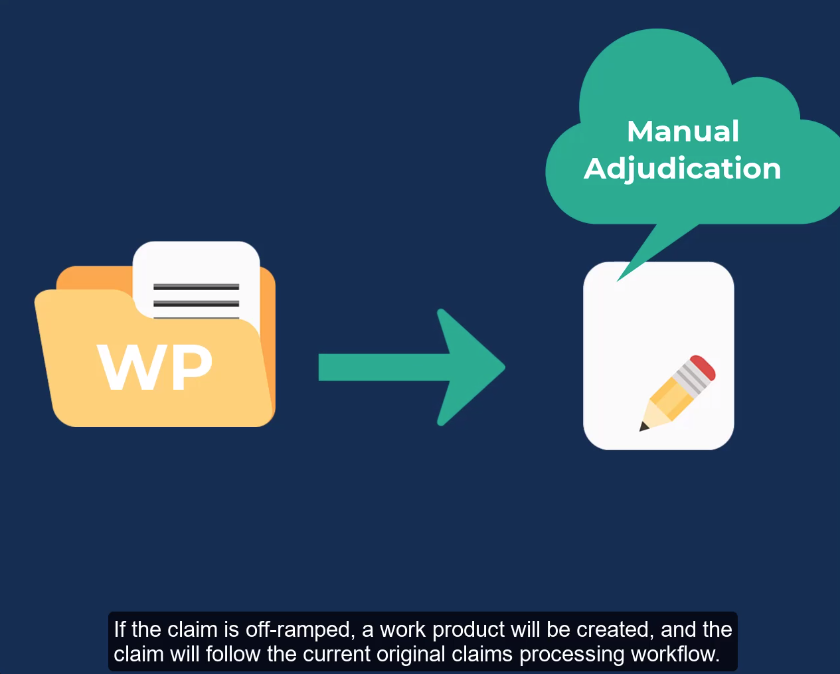 Manual
Adjudication
WP
If the claim is off-ramped, a work product will be created, and the
claim will follow the current original claims processing workflow.